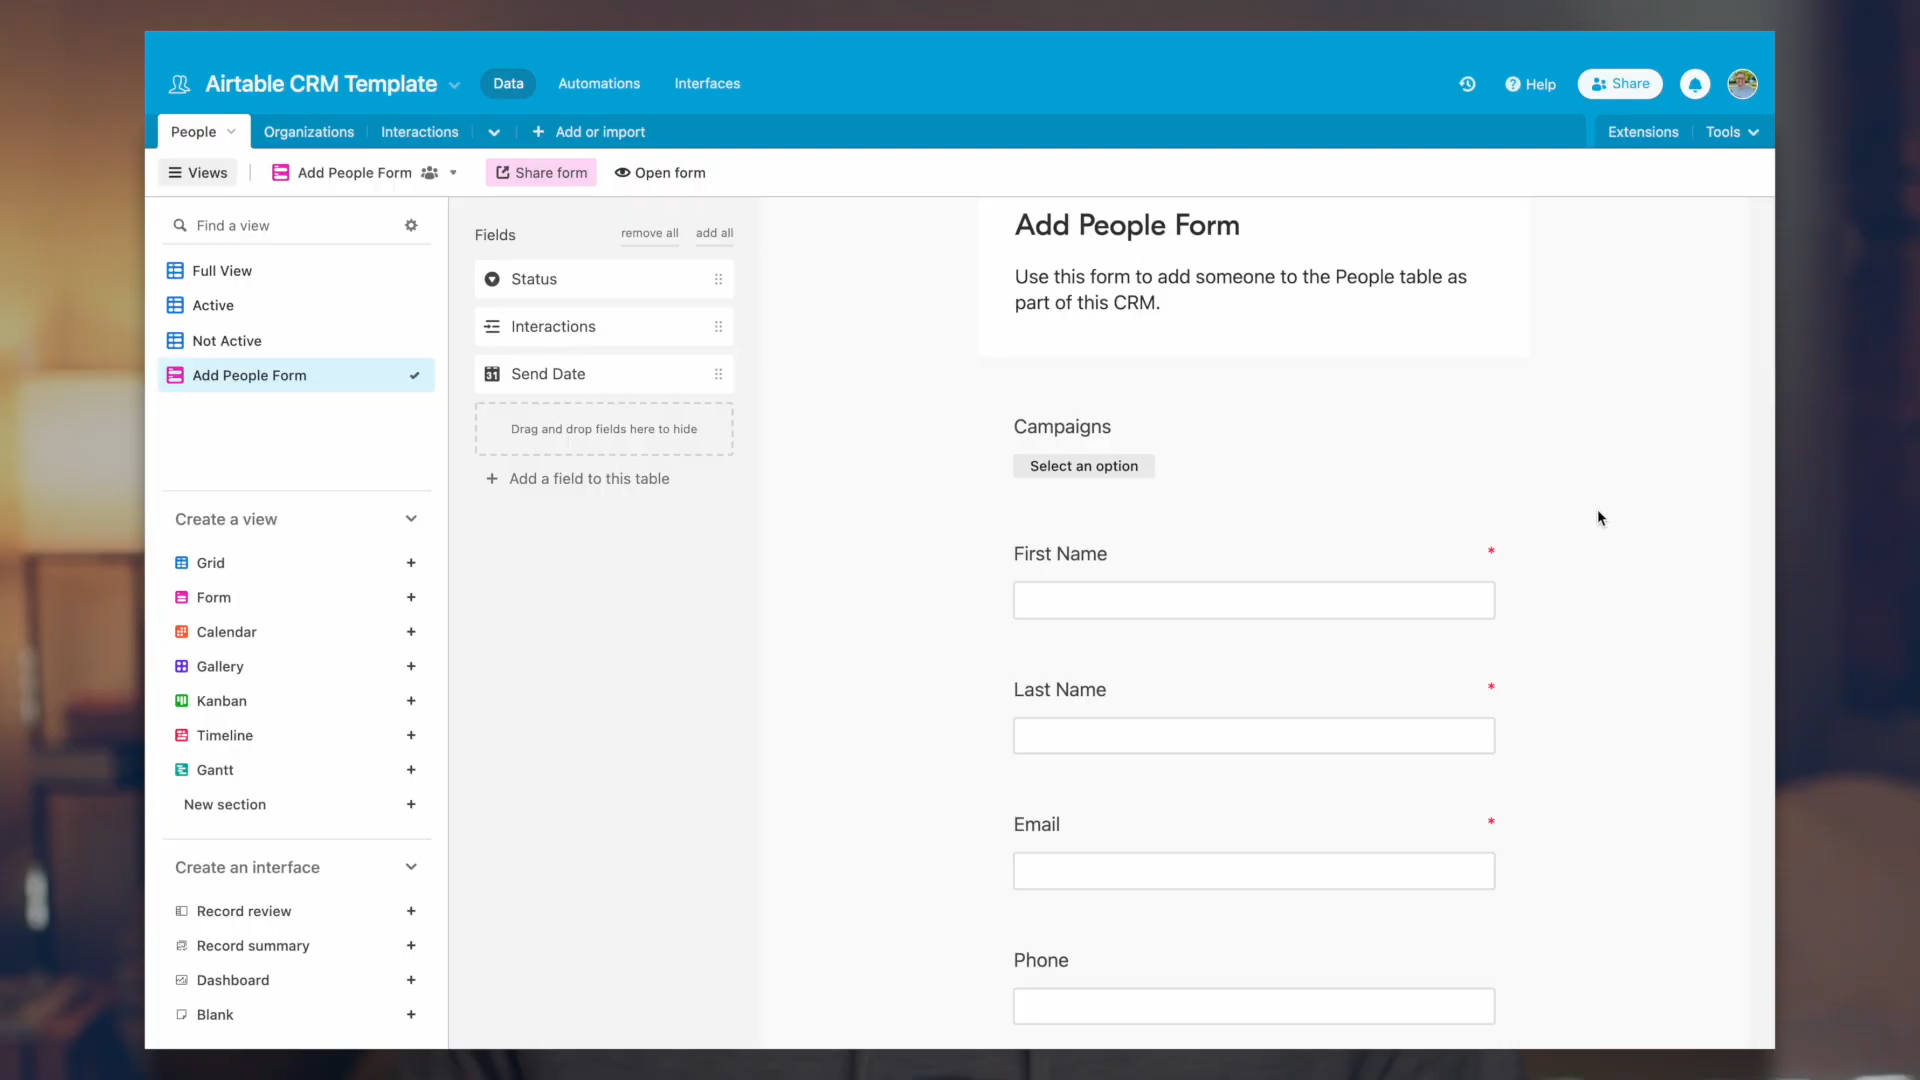 Airtable CRM Template
Data
Automations
Interfaces
Help
Share
People
Organizations
Interactions
Add or import
Extensions
Tools
Views
Add People Form
Share form
Open form
Find a view
Full View
Active
Not Active
Add People Form
Create a view
Grid
Form
Calendar
Gallery
Kanban
Timeline
Gantt
New section
Create an interface
Record review
Record summary
Dashboard
Blank
Fields
remove all
add all
Status
Interactions
31
Send Date
Drag and drop fields here to hide
Add a field to this table
Add People Form
Use this form to add someone to the People table as
part of this CRM.
Campaigns
Select an option
First Name *
Last Name *
Email *
Phone